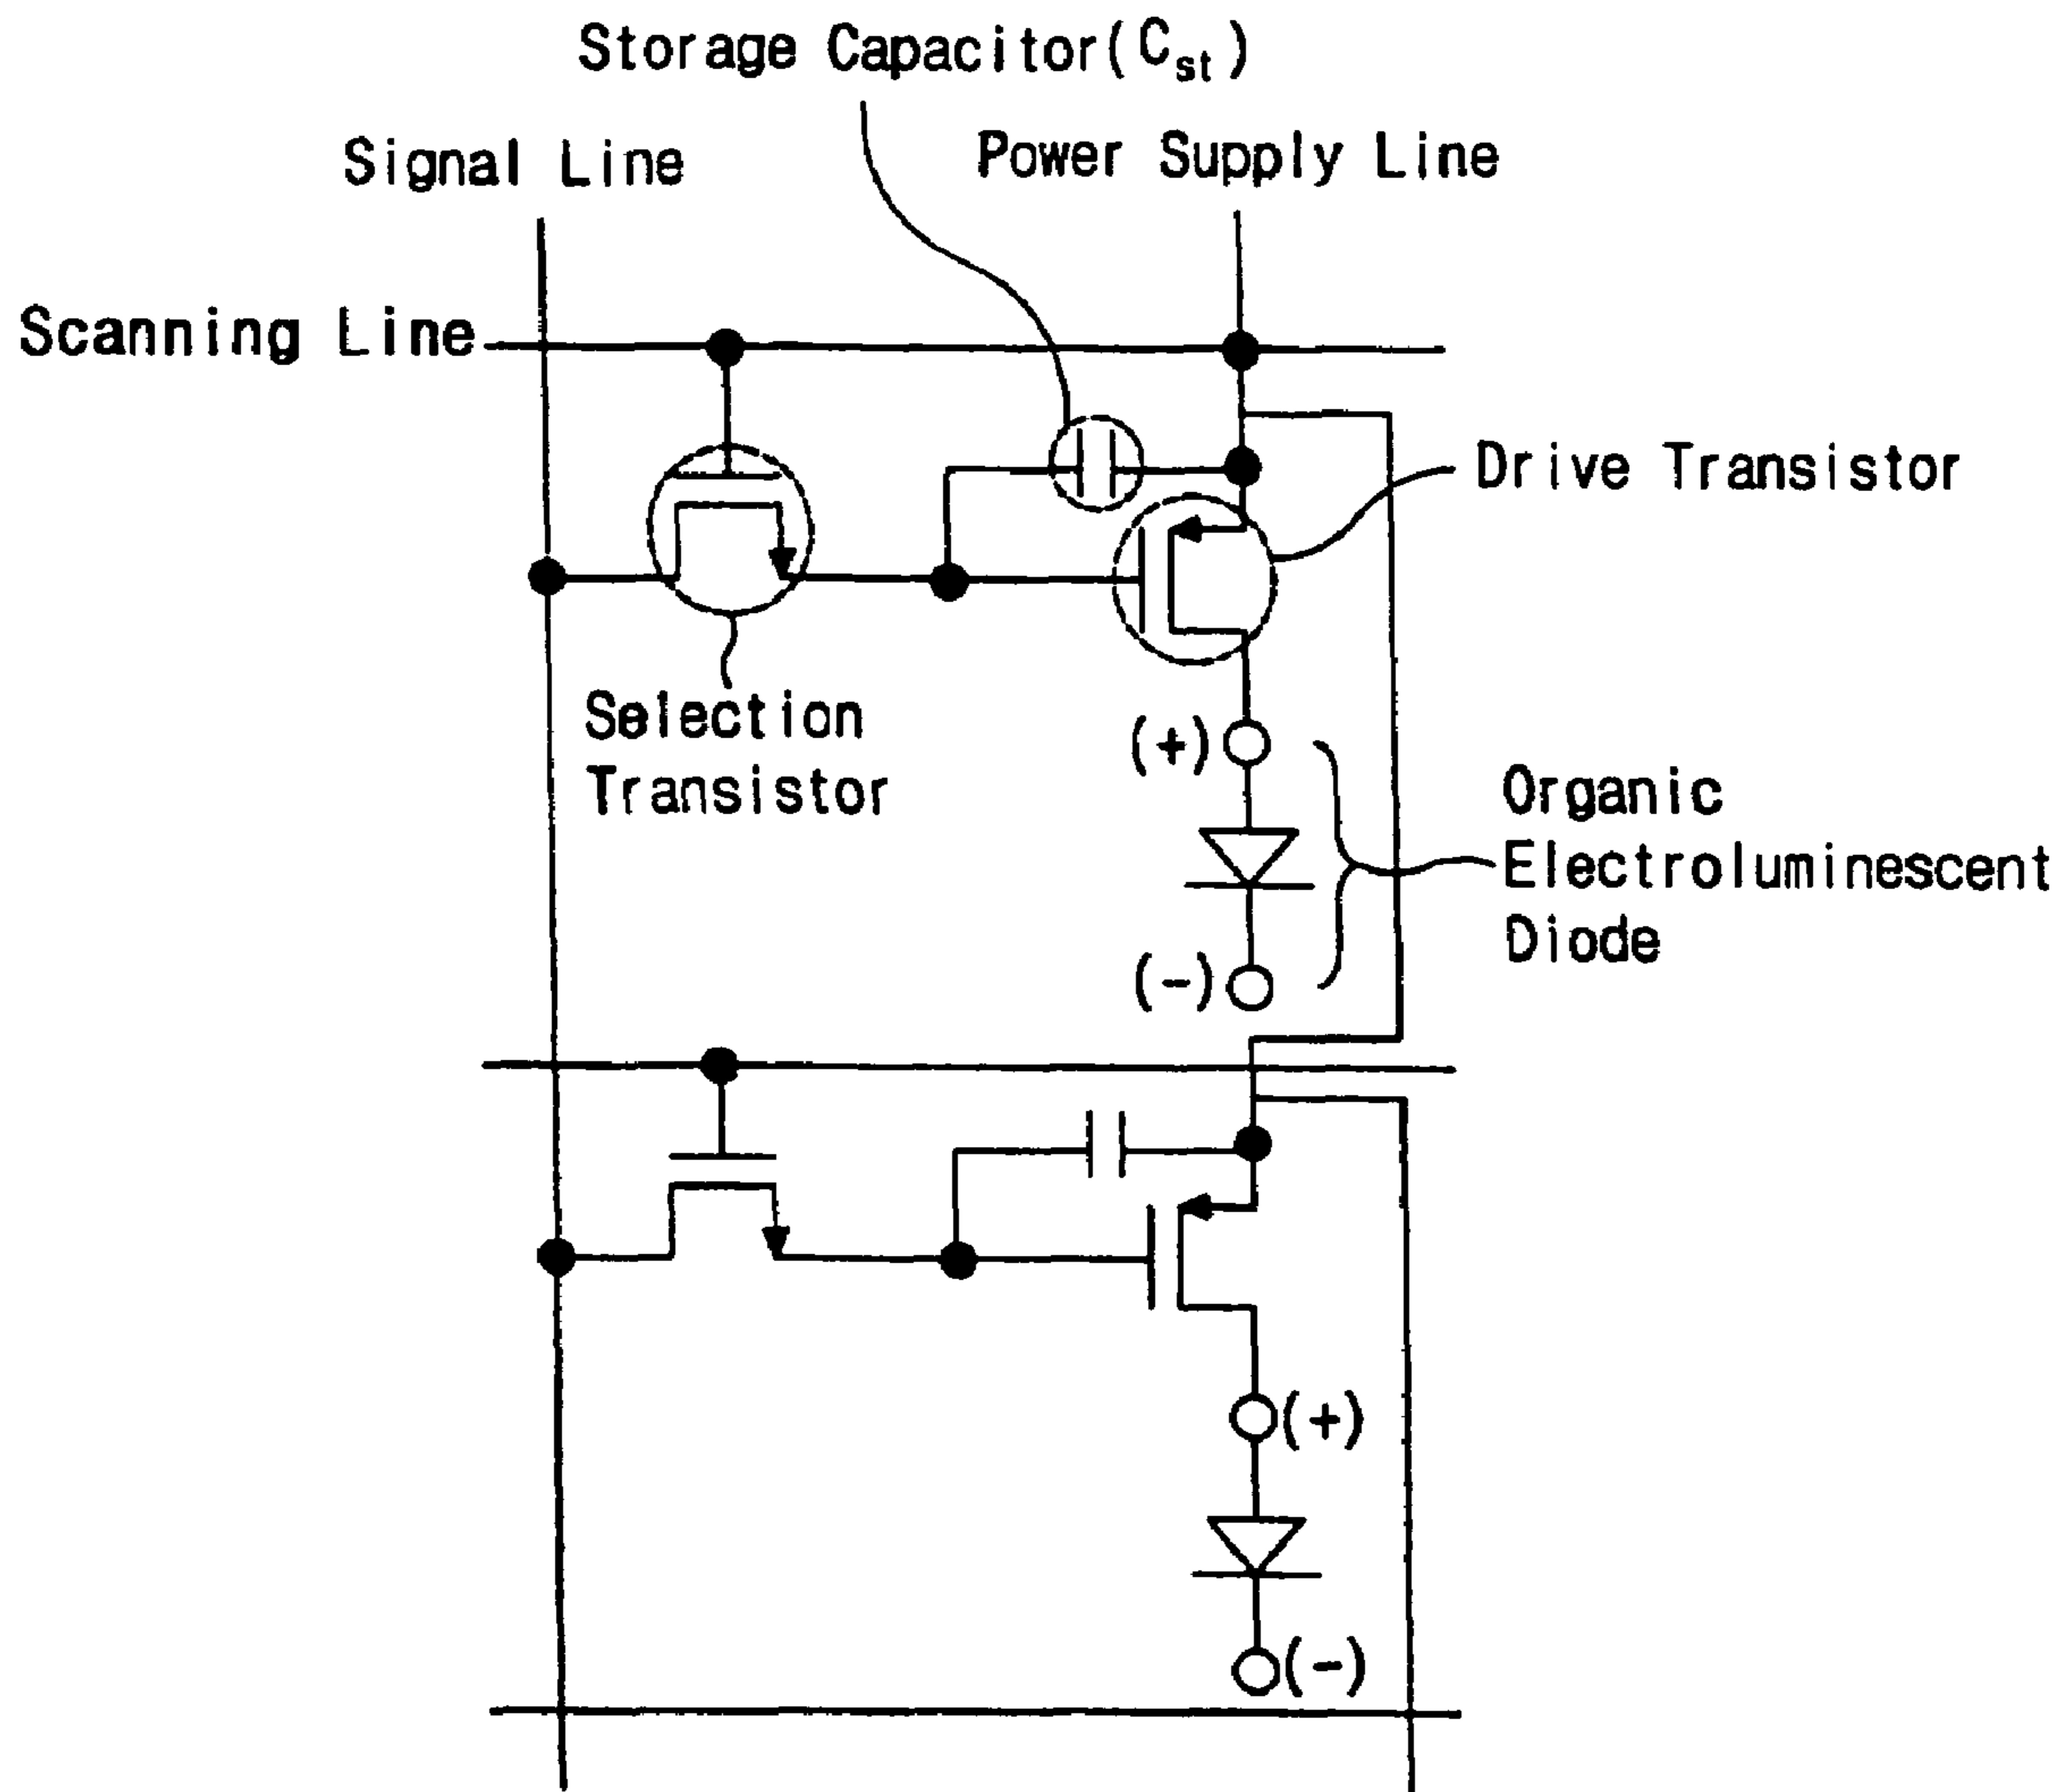 Storage Capacitor(Cst)
Signal Line
Power Supply Line
Scanning Line
Drive Transistor
Selection
Transistor
(+)
Organic
Electroluminescent
Diode
(-)
(+)
(-)